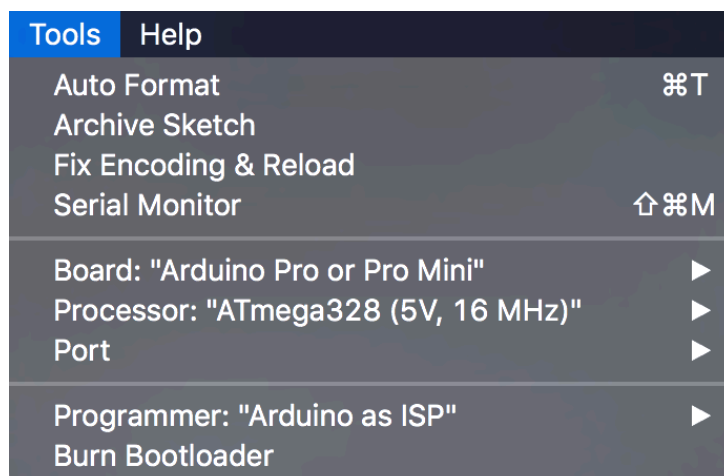 Tools Help
Auto Format ⌘T
Archive Sketch
Fix Encoding & Reload
Serial Monitor ⇧⌘M
Board: "Arduino Pro or Pro Mini" ▶
Processor: "ATmega328 (5V, 16 MHz)" ▶
Port ▶
Programmer: "Arduino as ISP" ▶
Burn Bootloader